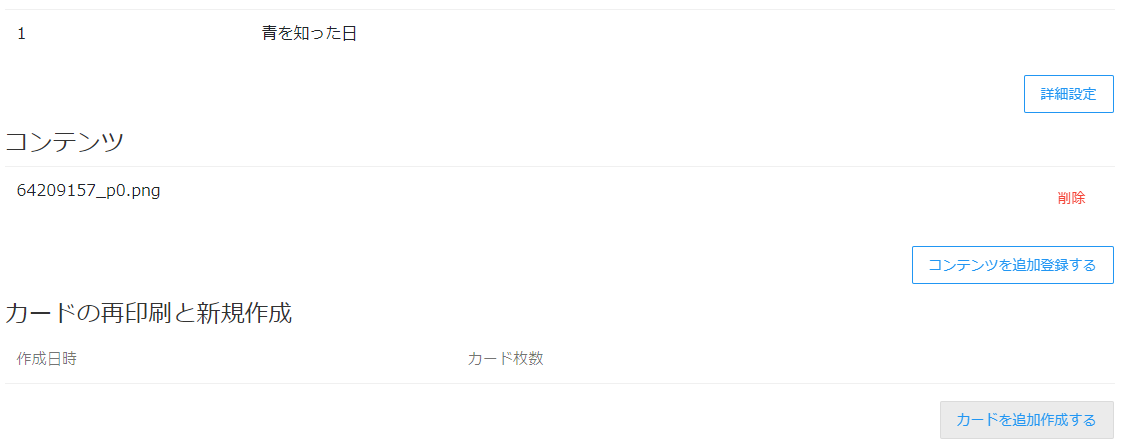 1 青を知った日
詳細設定
コンテンツ
64209157_p0.png
削除
コンテンツを追加登録する
カードの再印刷と新規作成
作成日時 カード枚数
カードを追加作成する